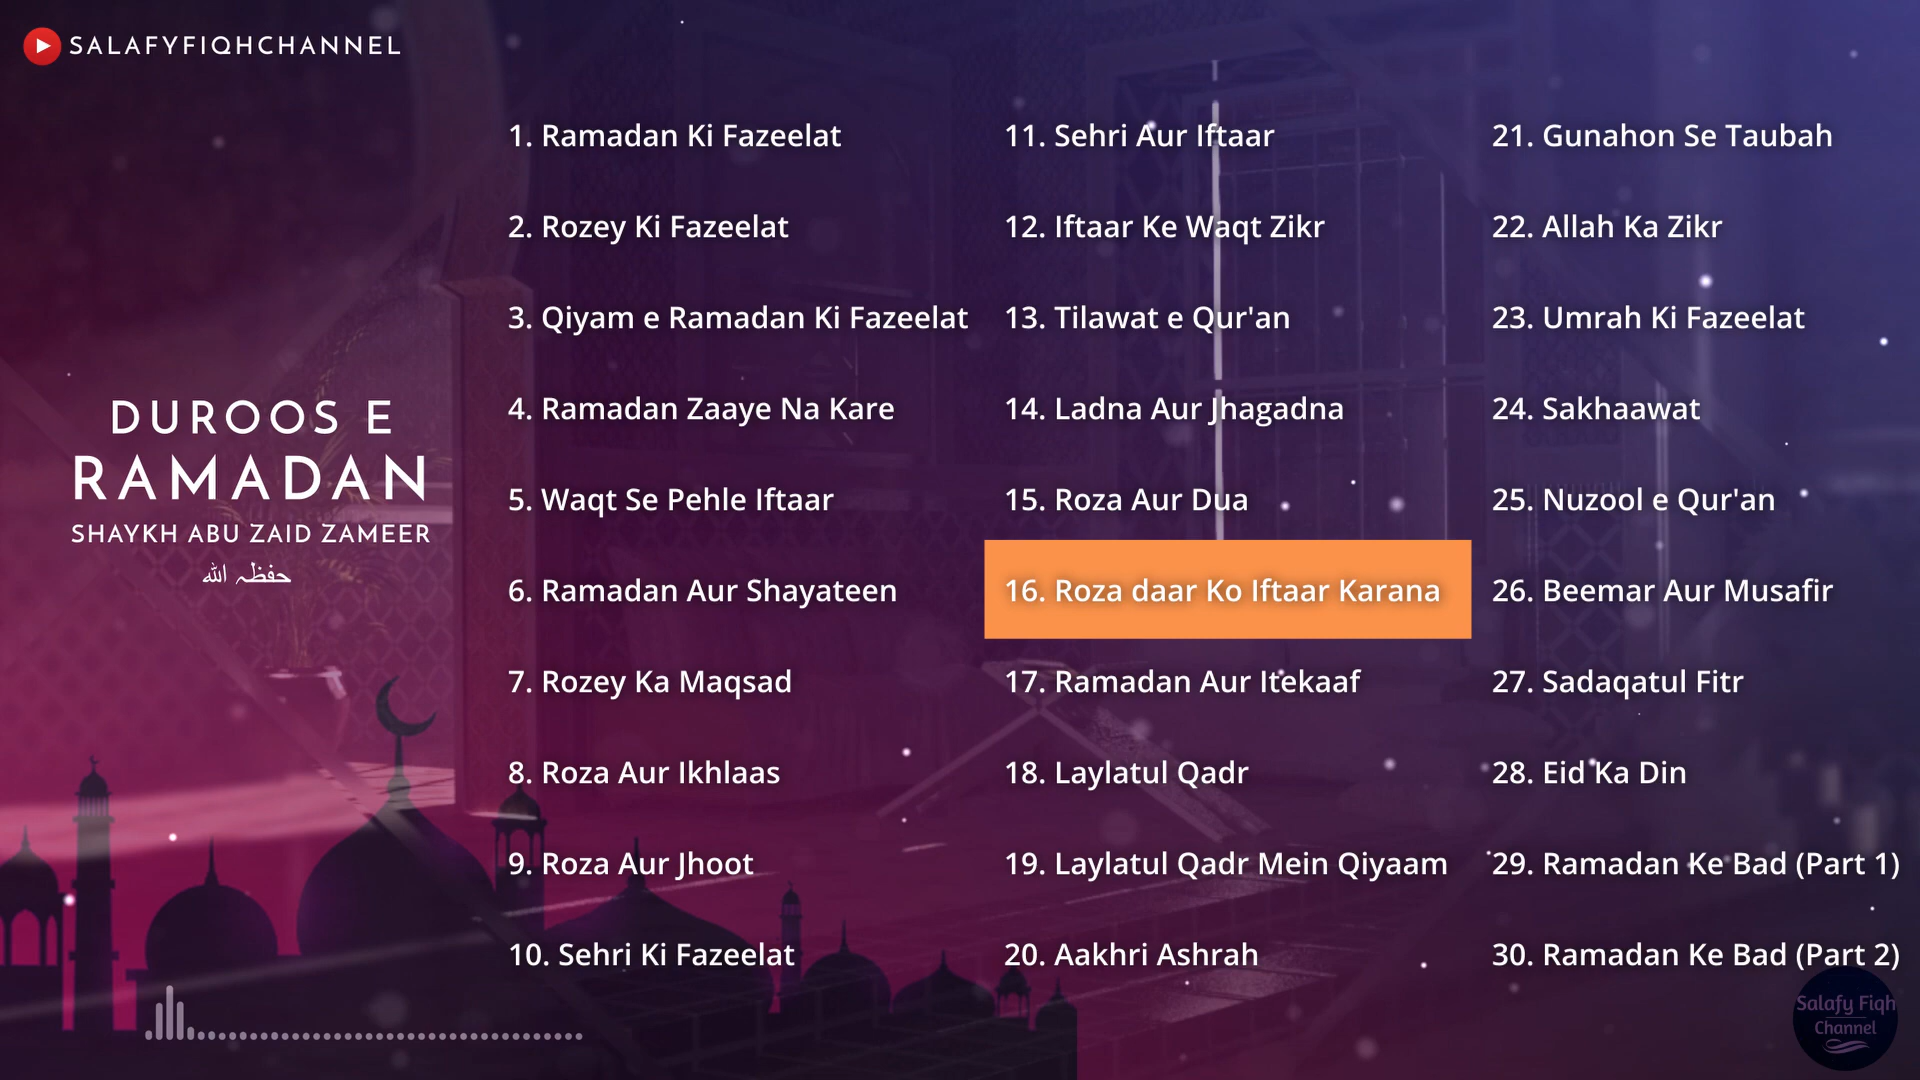 SALAFYFIQHCHANNEL
DUROOS E
RAMADAN
SHAYKH ABU ZAID ZAMEER
حفظہ اللہ
1. Ramadan Ki Fazeelat
2. Rozey Ki Fazeelat
3. Qiyam e Ramadan Ki Fazeelat
4. Ramadan Zaaye Na Kare
5. Waqt Se Pehle Iftaar
6. Ramadan Aur Shayateen
7. Rozey Ka Maqsad
8. Roza Aur Ikhlaas
9. Roza Aur Jhoot
10. Sehri Ki Fazeelat
11. Sehri Aur Iftaar
12. Iftaar Ke Waqt Zikr
13. Tilawat e Qur'an
14. Ladna Aur Jhagadna
15. Roza Aur Dua
16. Roza daar Ko Iftaar Karana
17. Ramadan Aur Itekaaf
18. Laylatul Qadr
19. Laylatul Qadr Mein Qiyaam
20. Aakhri Ashrah
21. Gunahon Se Taubah
22. Allah Ka Zikr
23. Umrah Ki Fazeelat
24. Sakhaawat
25. Nuzool e Qur'an
26. Beemar Aur Musafir
27. Sadaqatul Fitr
28. Eid Ka Din
29. Ramadan Ke Bad (Part 1)
30. Ramadan Ke Bad (Part 2)
Salafy Fiqh
Channel